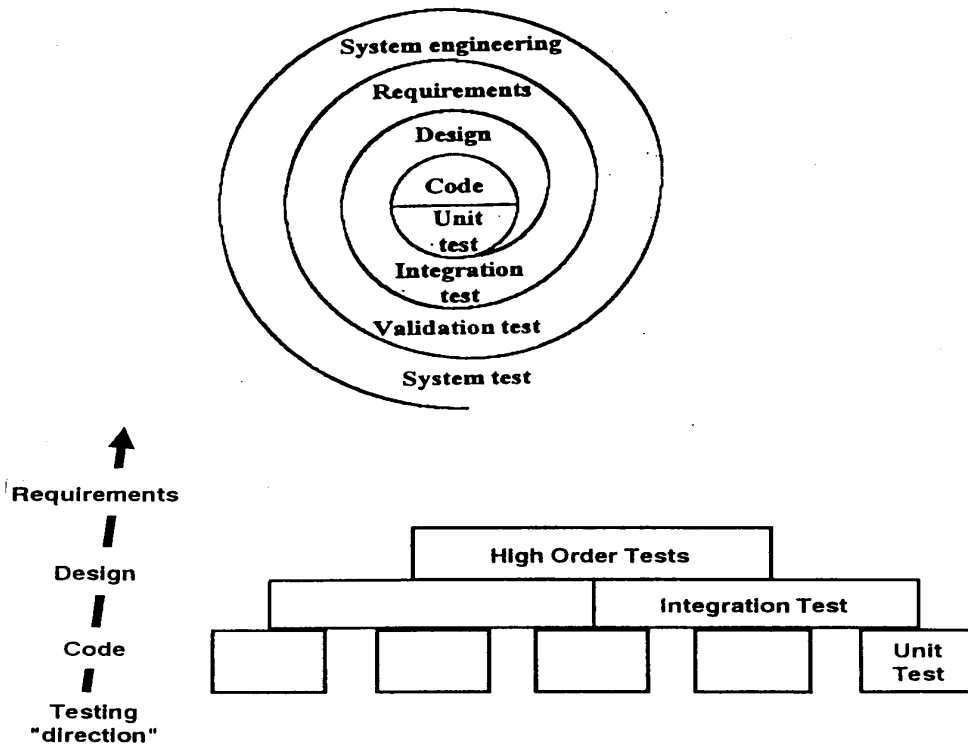 System engineering
Requirements
Design
Code
Unit
test
Integration
test
Validation test
System test
Requirements
High Order Tests
Design
Integration Test
Code
Unit
Test
Testing
"direction"